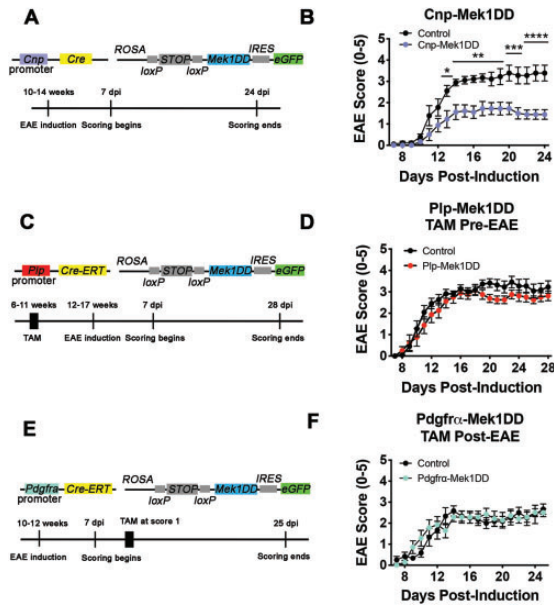 A
ROSA IRES
Cnp Cre STOP Mek1DD eGFP
promoter loxP loxP
10-14 weeks 7 dpi 24 dpi
EAE induction Scoring begins Scoring ends
B
Cnp-Mek1DD
Control
Cnp-Mek1DD
* ** *** ****
EAE Score (0-5)
5
4
3
2
1
0
8 12 16 20 24
Days Post-Induction
C
ROSA IRES
Plp Cre-ERT STOP Mek1DD eGFP
promoter loxP loxP
6-11 weeks 12-17 weeks 7 dpi 28 dpi
TAM EAE induction Scoring begins Scoring ends
D
Plp-Mek1DD
TAM Pre-EAE
Control
Plp-Mek1DD
EAE Score (0-5)
5
4
3
2
1
0
8 12 16 20 24 28
Days Post-Induction
E
ROSA IRES
Pdgfra Cre-ERT STOP Mek1DD eGFP
promoter loxP loxP
10-12 weeks 7 dpi TAM at score 1 25 dpi
EAE induction Scoring begins Scoring ends
F
Pdgfrα-Mek1DD
TAM Post-EAE
Control
Pdgfrα-Mek1DD
EAE Score (0-5)
5
4
3
2
1
0
8 12 16 20 24
Days Post-Induction